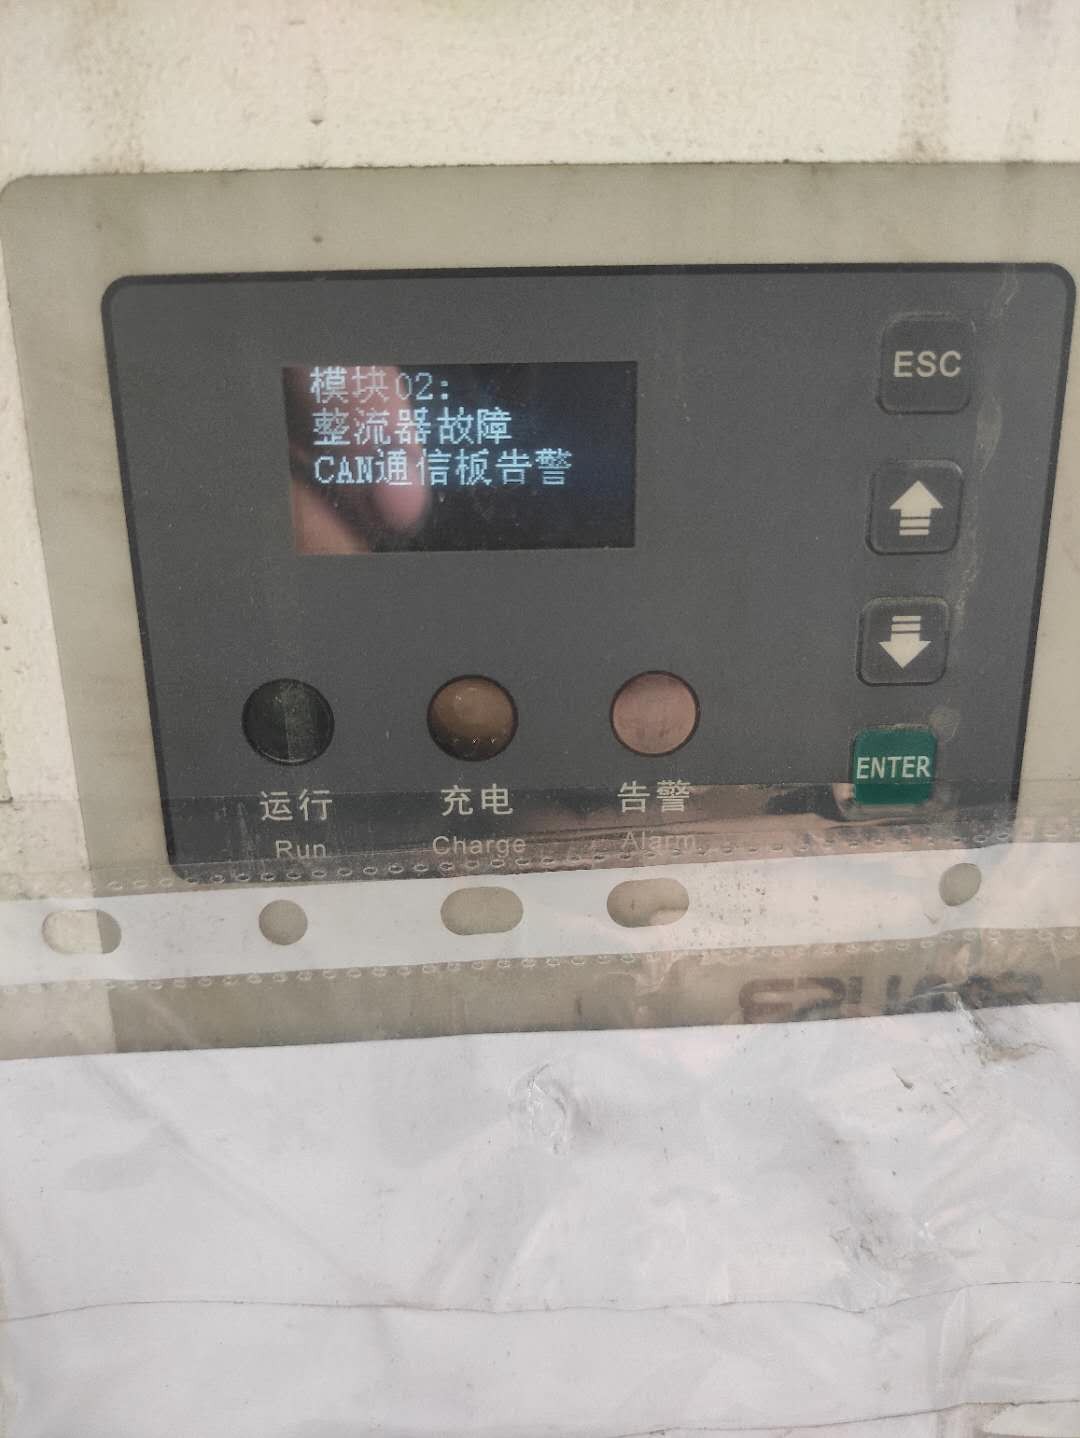 模块02:
整流器故障
CAN通信板告警
ESC
ENTER
运行
Run
充电
Charge
告警
Alarm